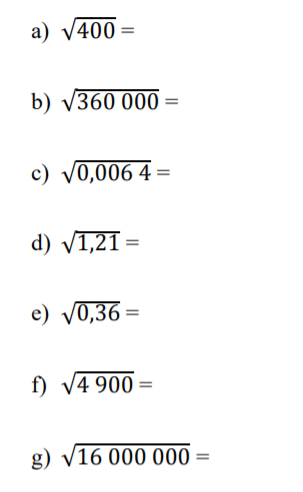 a) √400 =
b) √360 000 =
c) √0,006 4 =
d) √1,21 =
e) √0,36 =
f) √4 900 =
g) √16 000 000 =